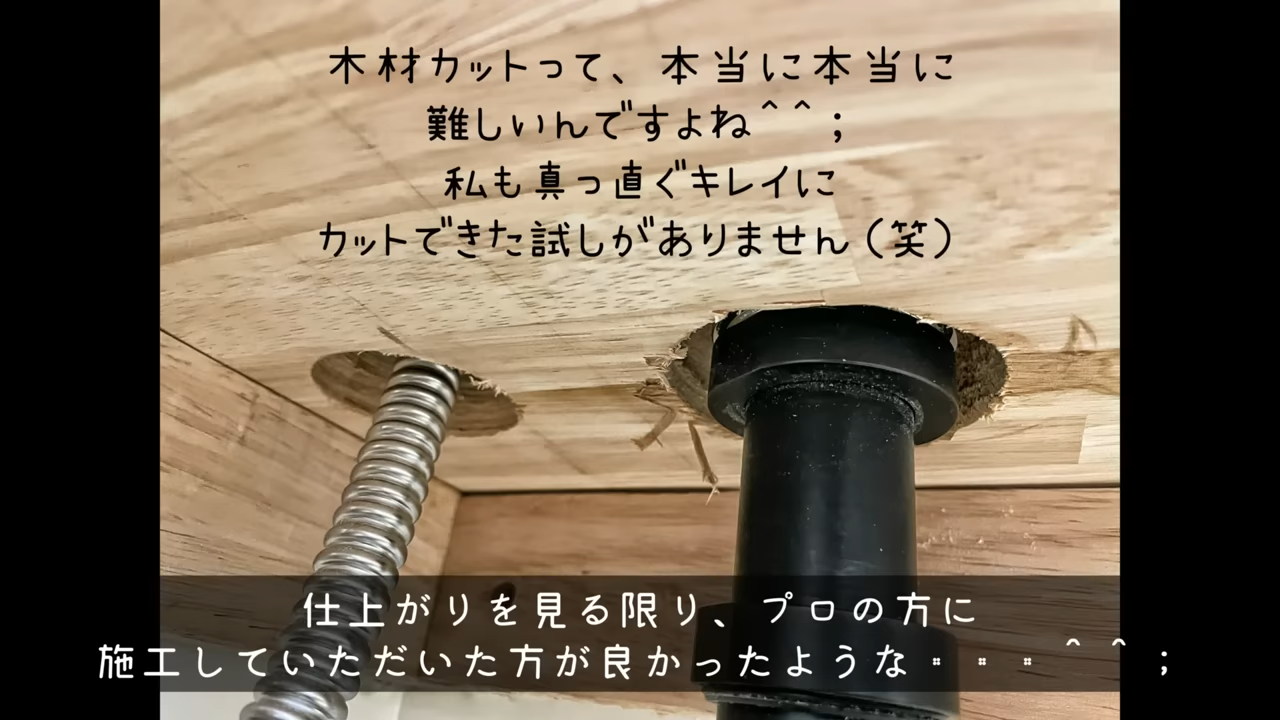 木材カットって、本当に本当に
難しいんですよね^^;
私も真っ直ぐキレイに
カットできた試しがありません(笑)
仕上がりを見る限り、プロの方に
施工していただいた方が良かったような・・・^^;